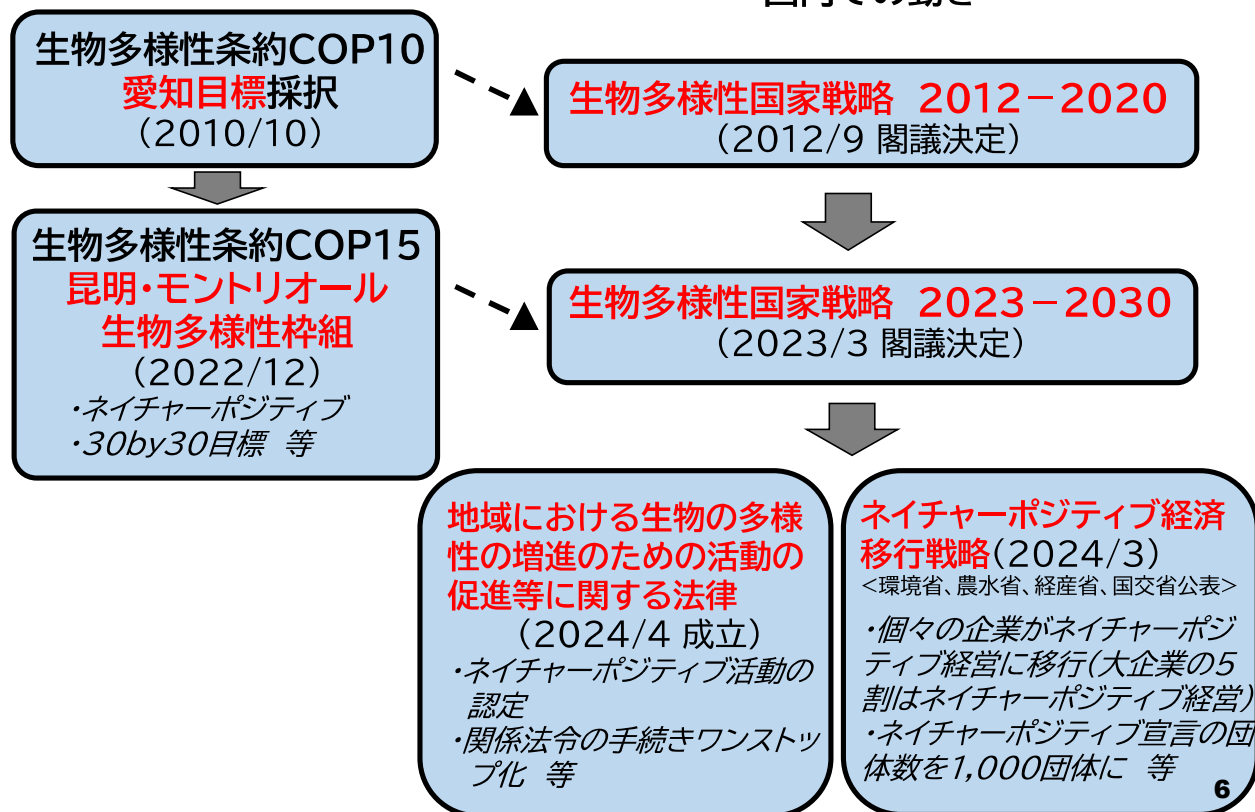 国内での動き
生物多様性条約COP10
愛知目標採択
（2010/10）
生物多様性国家戦略　2012－2020
（2012/9 閣議決定）
生物多様性条約COP15
昆明・モントリオール
生物多様性枠組
（2022/12）
・ネイチャーポジティブ
・30by30目標　等
生物多様性国家戦略　2023－2030
（2023/3 閣議決定）
地域における生物の多様
性の増進のための活動の
促進等に関する法律
（2024/4 成立）
・ネイチャーポジティブ活動の
認定
・関係法令の手続きワンストッ
プ化　等
ネイチャーポジティブ経済
移行戦略（2024/3）
<環境省、農水省、経産省、国交省公表>
・個々の企業がネイチャーポジ
ティブ経営に移行（大企業の5
割はネイチャーポジティブ経営）
・ネイチャーポジティブ宣言の団
体数を1,000団体に　等
6